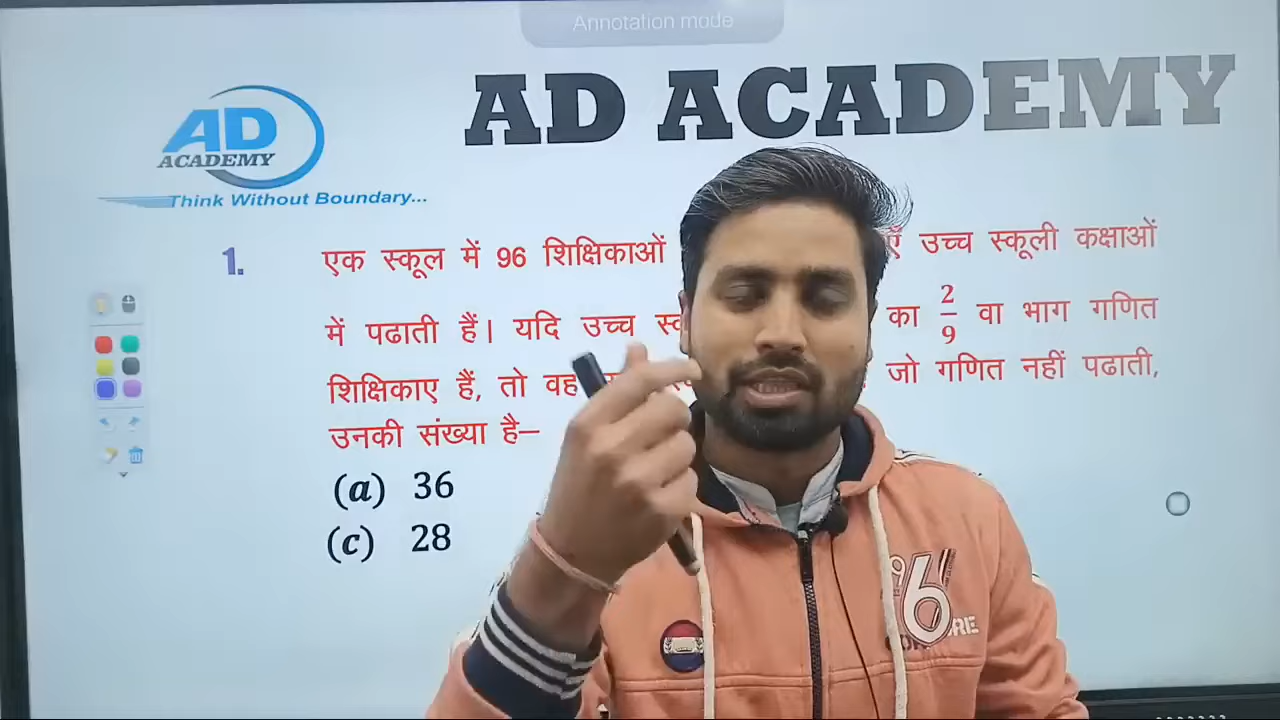 Annotation mode
AD ACADEMY
AD
ACADEMY
Think Without Boundary...
1. एक स्कूल में 96 शिक्षिकाओं उच्च स्कूली कक्षाओं
में पढाती हैं। यदि उच्च का 2/9 वा भाग गणित
शिक्षिकाए हैं, तो वह जो गणित नहीं पढाती,
उनकी संख्या है–
(a) 36
(c) 28
96